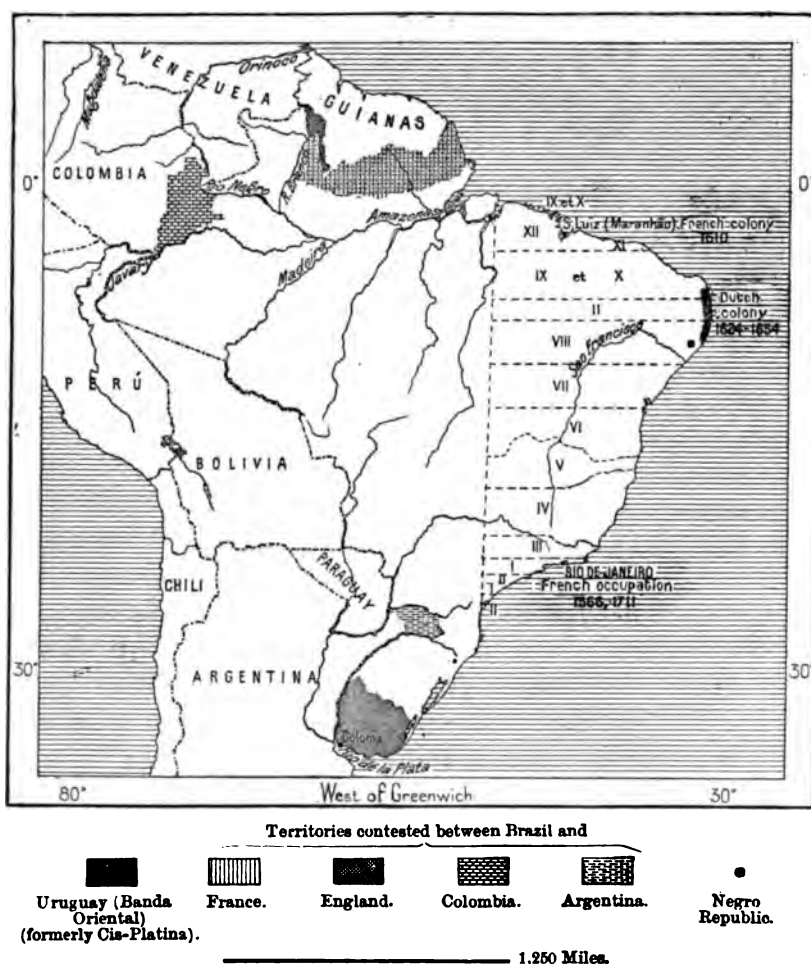 Orinoco
VENEZUELA
GUIANAS
COLOMBIA
0°
0°
Rio Negro
R. Branco
Amazonas
IX et X
S. Luiz (Maranhão). French colony
1610
XII
XI
Javary
Madeira
IX et X
Dutch
colony
1624-1654
II
VIII
San Francisco
PERÚ
VII
VI
BOLIVIA
V
IV
III
CHILI
PARAGUAY
I
II
RIO-DE-JANEIRO
French occupation
II
30°
ARGENTINA
30°
Colonia
Rio de la Plata
80°
West of Greenwich
30°
Territories contested between Brazil and
Uruguay (Banda
Oriental)
(formerly Cis-Platina).
France.
England.
Colombia.
Argentina.
Negro
Republic.
1,250 Miles.